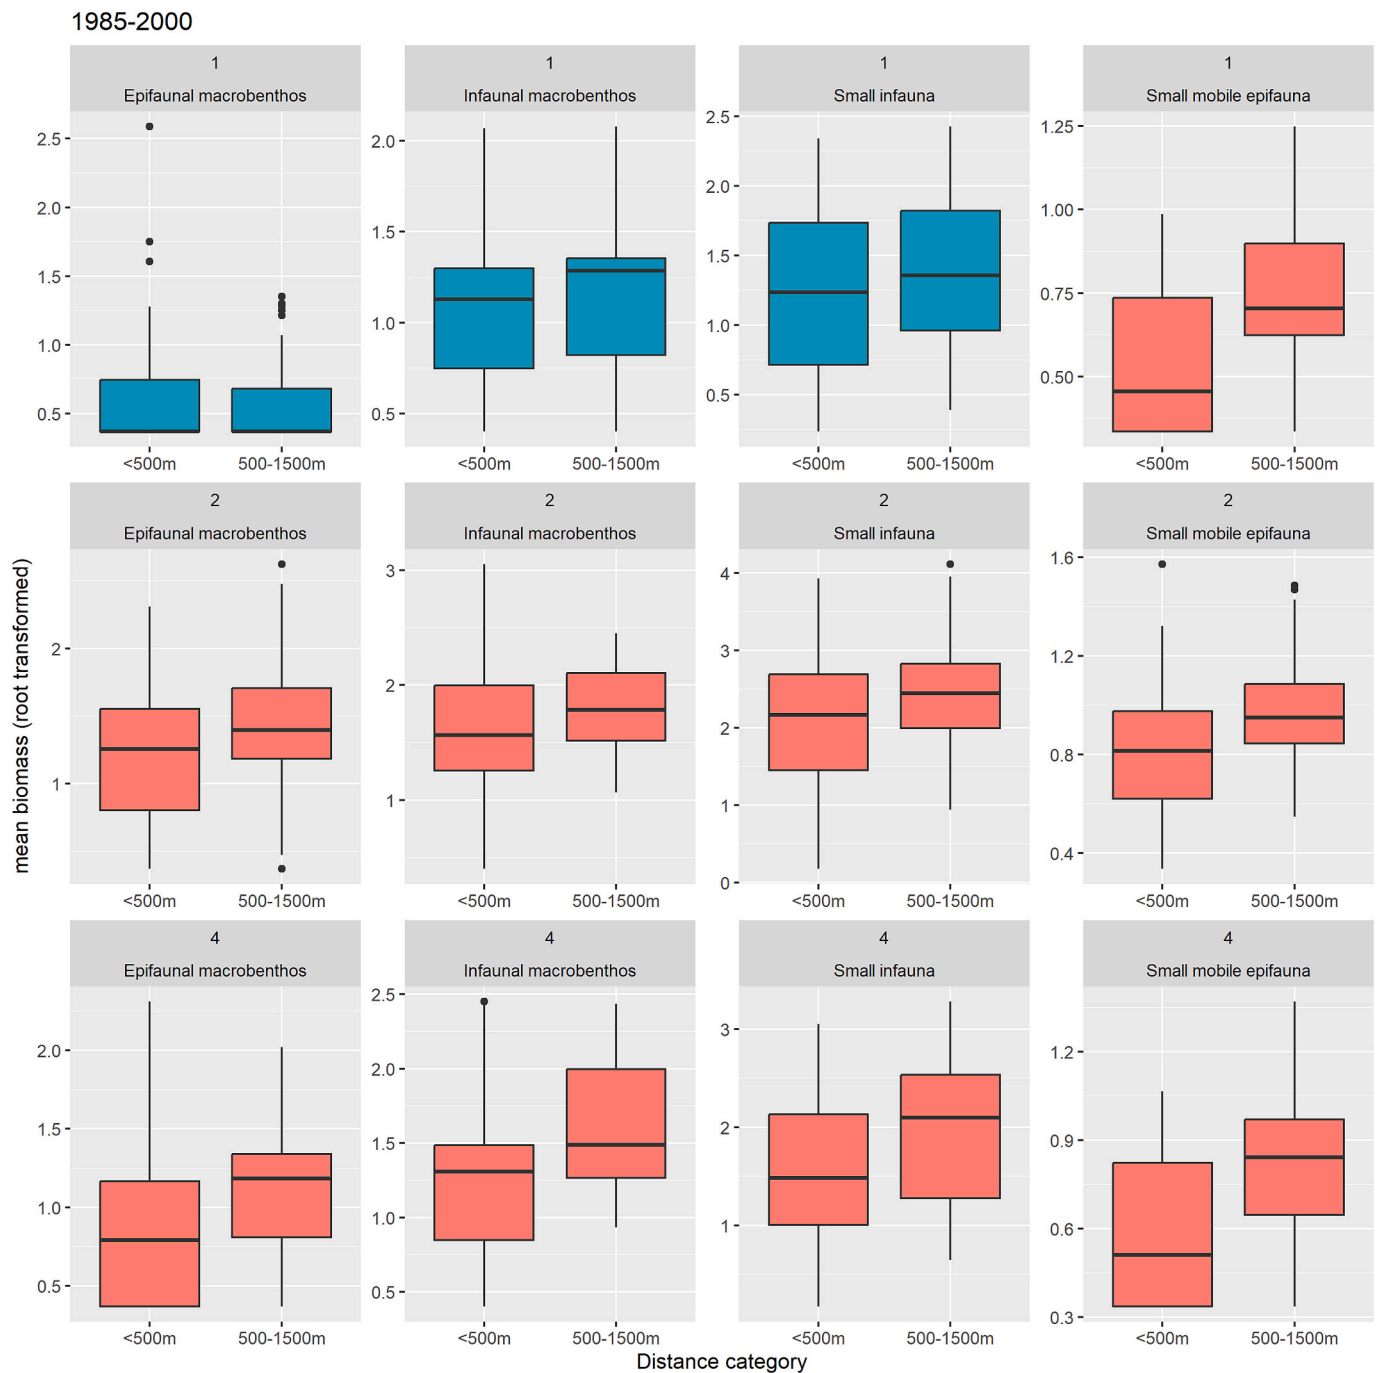 1985-2000
1
Epifaunal macrobenthos
2.5
2.0
1.5
1.0
0.5
<500m 500-1500m
1
Infaunal macrobenthos
2.0
1.5
1.0
0.5
<500m 500-1500m
1
Small infauna
2.5
2.0
1.5
1.0
0.5
<500m 500-1500m
1
Small mobile epifauna
1.25
1.00
0.75
0.50
<500m 500-1500m
mean biomass (root transformed)
2
Epifaunal macrobenthos
2
1
<500m 500-1500m
2
Infaunal macrobenthos
3
2
1
<500m 500-1500m
2
Small infauna
4
3
2
1
0
<500m 500-1500m
2
Small mobile epifauna
1.6
1.2
0.8
0.4
<500m 500-1500m
4
Epifaunal macrobenthos
2.0
1.5
1.0
0.5
<500m 500-1500m
4
Infaunal macrobenthos
2.5
2.0
1.5
1.0
0.5
<500m 500-1500m
4
Small infauna
3
2
1
<500m 500-1500m
4
Small mobile epifauna
1.2
0.9
0.6
0.3
<500m 500-1500m
Distance category